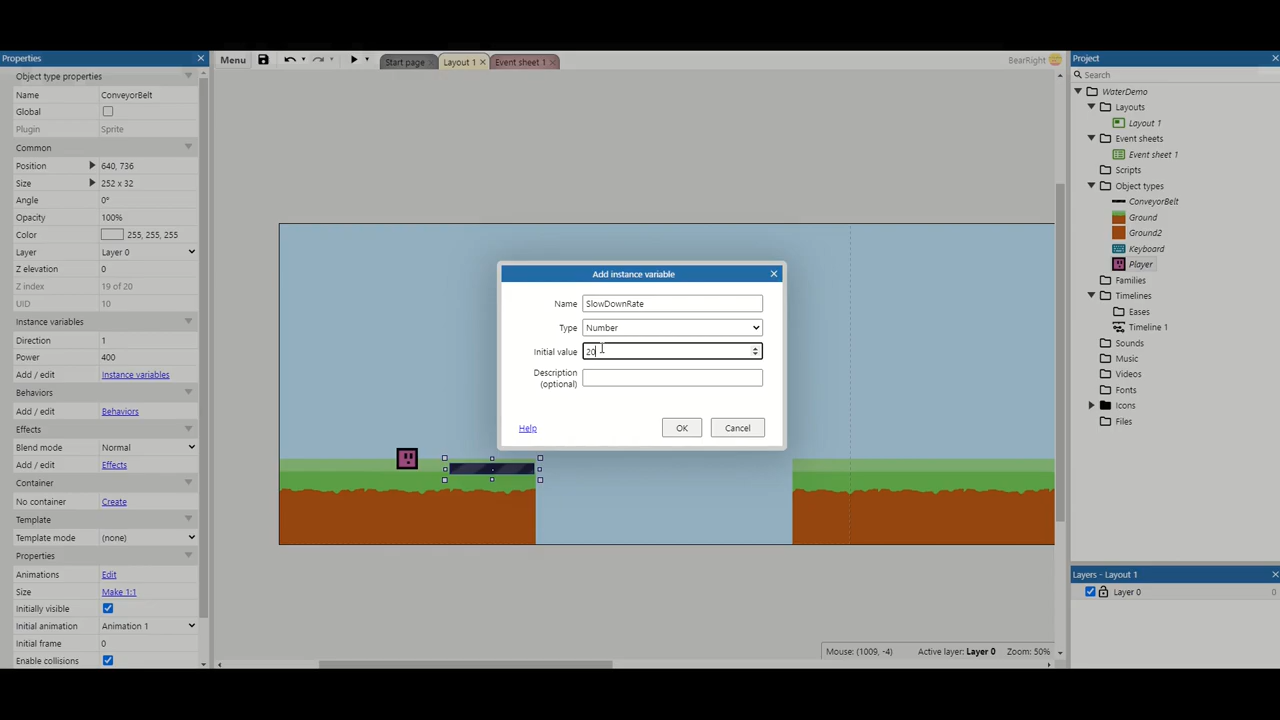 Properties
Object type properties
Name ConveyorBelt
Global
Plugin Sprite
Common
Position 640, 736
Size 252 x 32
Angle 0°
Opacity 100%
Color 255, 255, 255
Layer Layer 0
Z elevation 0
Z index 19 of 20
UID 10
Instance variables
Direction 1
Power 400
Add / edit Instance variables
Behaviors
Add / edit Behaviors
Effects
Blend mode Normal
Add / edit Effects
Container
No container Create
Template
Template mode (none)
Properties
Animations Edit
Size Make 1:1
Initially visible
Initial animation Animation 1
Initial frame 0
Enable collisions
Menu Start page Layout 1 Event sheet 1 BearRight
Add instance variable
Name SlowDownRate
Type Number
Initial value 20
Description
(optional)
Help OK Cancel
Mouse: (1009, -4) Active layer: Layer 0 Zoom: 50%
Project
Search
WaterDemo
Layouts
Layout 1
Event sheets
Event sheet 1
Scripts
Object types
ConveyorBelt
Ground
Ground2
Keyboard
Player
Families
Timelines
Eases
Timeline 1
Sounds
Music
Videos
Fonts
Icons
Files
Layers - Layout 1
Layer 0 0